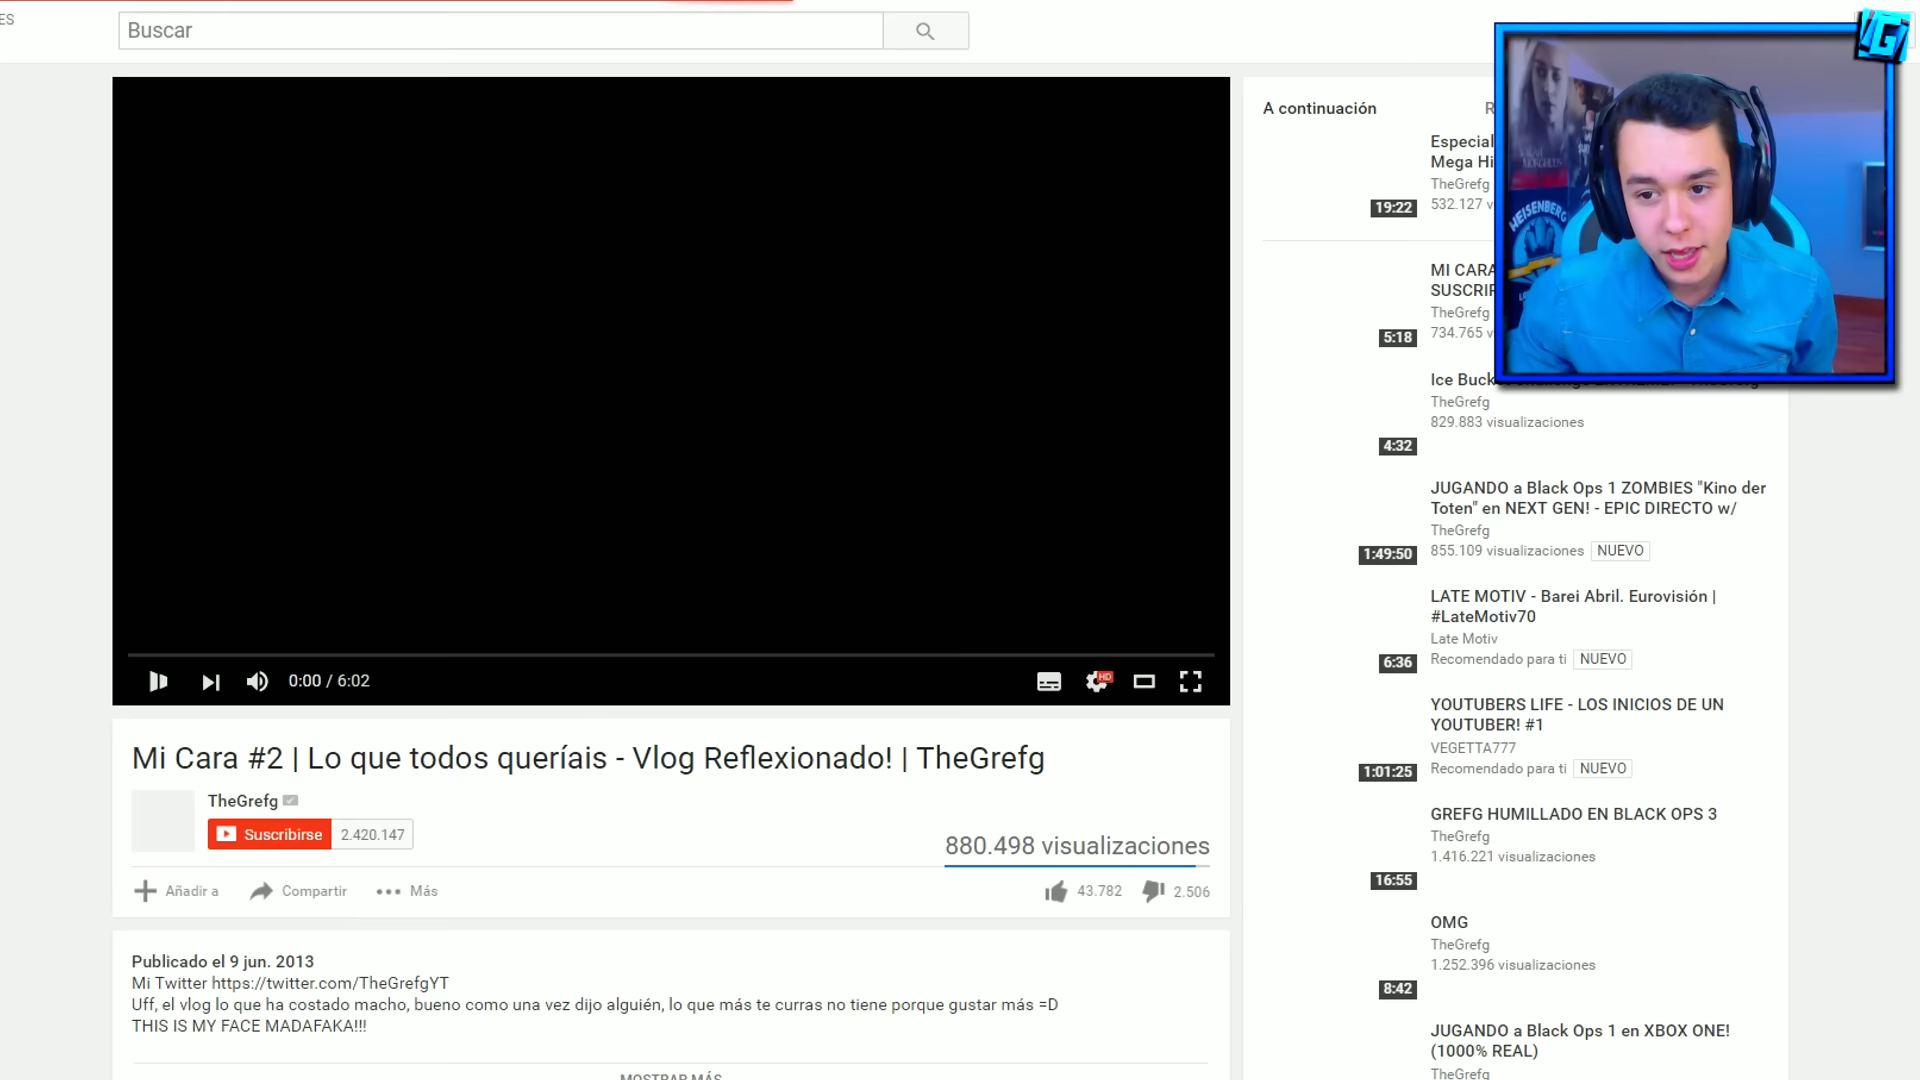 ES
Buscar
A continuación
R
Especial
Mega Hi
TheGrefg
532.127 v
19:22
HEISENBERG
MI CARA
SUSCRIP
TheGrefg
734.765 v
5:18
Ice Buck
TheGrefg
829.883 visualizaciones
4:32
JUGANDO a Black Ops 1 ZOMBIES "Kino der
Toten" en NEXT GEN! - EPIC DIRECTO w/
TheGrefg
855.109 visualizaciones NUEVO
1:49:50
LATE MOTIV - Barei Abril. Eurovisión |
#LateMotiv70
Late Motiv
Recomendado para ti NUEVO
6:36
YOUTUBERS LIFE - LOS INICIOS DE UN
YOUTUBER! #1
VEGETTA777
Recomendado para ti NUEVO
1:01:25
GREFG HUMILLADO EN BLACK OPS 3
TheGrefg
1.416.221 visualizaciones
16:55
OMG
TheGrefg
1.252.396 visualizaciones
8:42
JUGANDO a Black Ops 1 en XBOX ONE!
(1000% REAL)
TheGrefg
0:00 / 6:02
HD
Mi Cara #2 | Lo que todos queríais - Vlog Reflexionado! | TheGrefg
TheGrefg
Suscribirse 2.420.147
880.498 visualizaciones
Añadir a Compartir Más 43.782 2.506
Publicado el 9 jun. 2013
Mi Twitter https://twitter.com/TheGrefgYT
Uff, el vlog lo que ha costado macho, bueno como una vez dijo alguién, lo que más te curras no tiene porque gustar más =D
THIS IS MY FACE MADAFAKA!!!
MOSTRAR MÁS